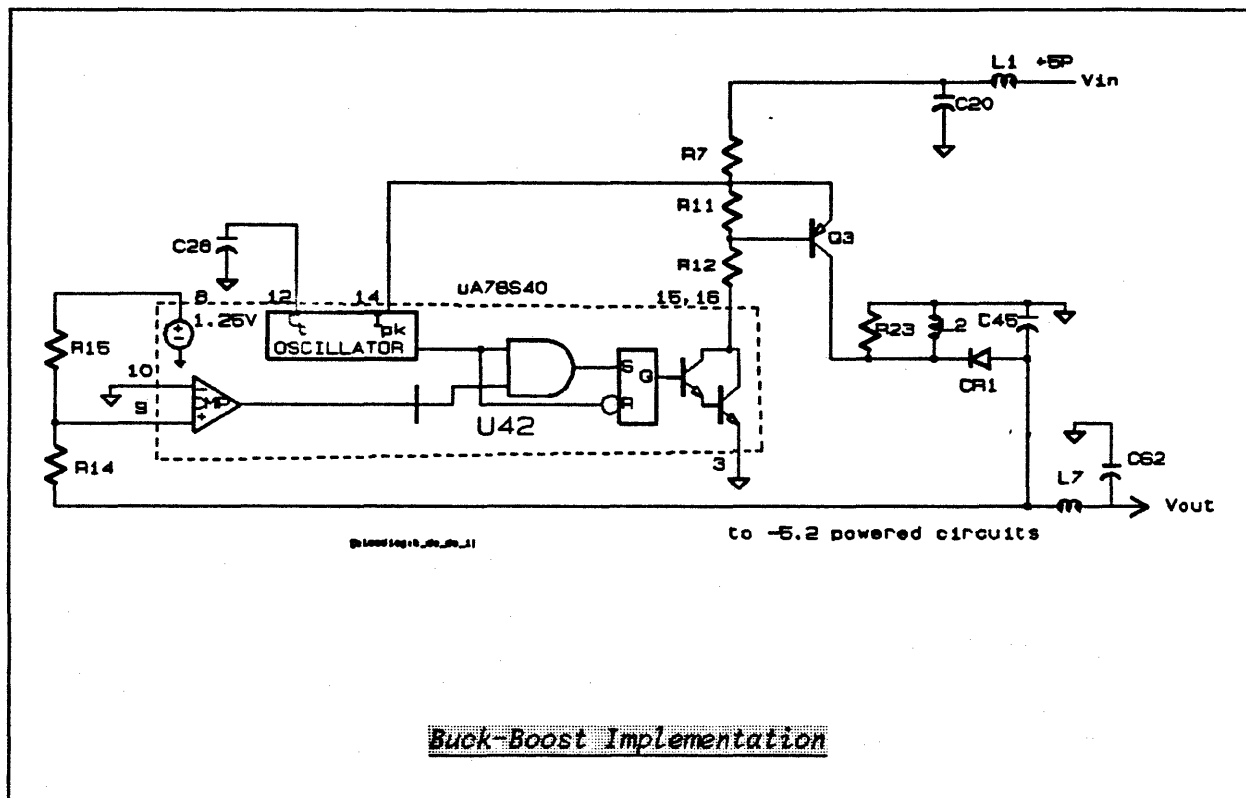 L1 +5P
Vin
C20
R7
R11
Q3
C28
R12
uA78S40
8 12 14 15,16
1.25V
t Ipk
OSCILLATOR
R23 L2 C45
R15
10
CMP
S
Q
R
9
CR1
U42
R14
3
C62
L7
Vout
to -5.2 powered circuits
Buck-Boost Implementation